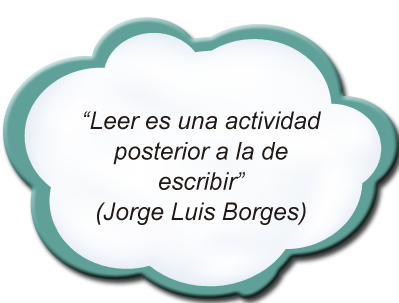 “Leer es una actividad
posterior a la de
escribir”
(Jorge Luis Borges)